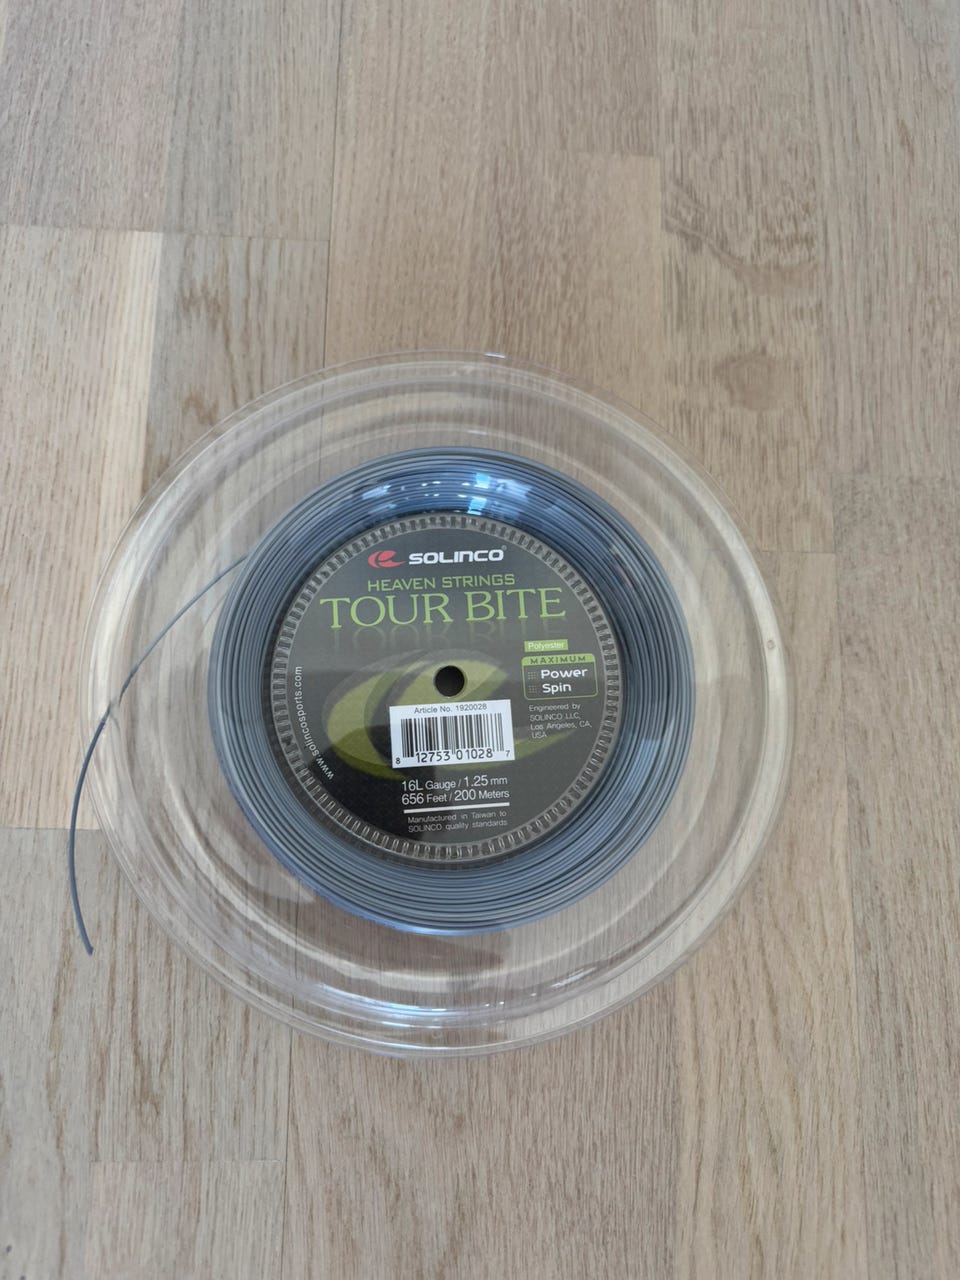 SOLINCO®
HEAVEN STRINGS
TOUR BITE
Polyester
MAXIMUM
Power
Spin
Engineered by
SOLINCO, LLC,
Los Angeles, CA,
USA
www.solincosports.com
Article No. 1920028
8 12753 01028 7
16L Gauge / 1.25 mm
656 Feet / 200 Meters
Manufactured in Taiwan to
SOLINCO quality standards